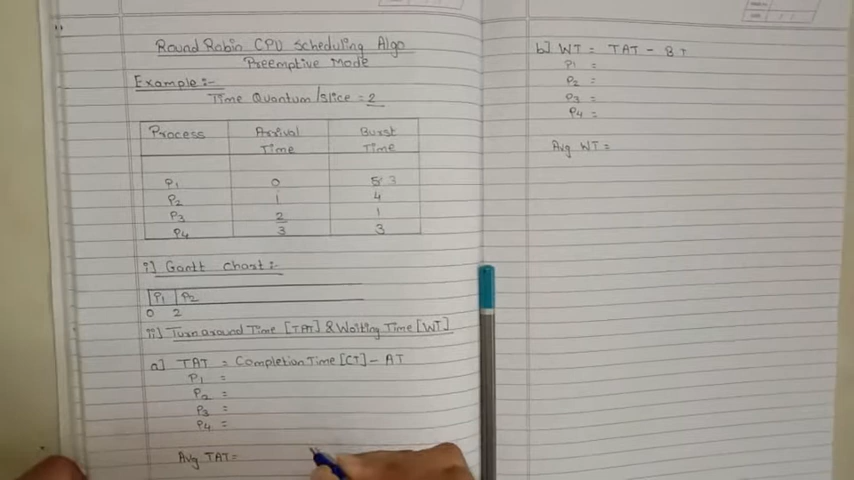 Round Robin CPU Scheduling Algo
Preemptive Mode
Example:-
Time Quantum/slice = 2
Process Arrival Time Burst Time
P1 0 5 3
P2 1 4
P3 2 1
P4 3 3
i] Gantt Chart:-
P1 P2
0 2
ii] Turnaround Time [TAT] & Waiting Time [WT]
a] TAT = Completion Time [CT] - AT
P1 =
P2 =
P3 =
P4 =
Avg TAT =
b] WT = TAT - BT
P1 =
P2 =
P3 =
P4 =
Avg WT =